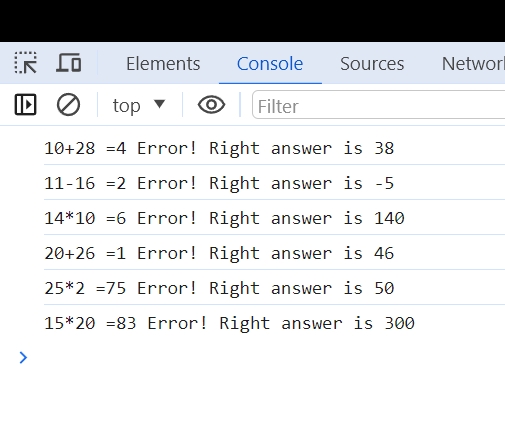 Elements Console Sources Networ
top Filter
10+28 =4 Error! Right answer is 38
11-16 =2 Error! Right answer is -5
14*10 =6 Error! Right answer is 140
20+26 =1 Error! Right answer is 46
25*2 =75 Error! Right answer is 50
15*20 =83 Error! Right answer is 300